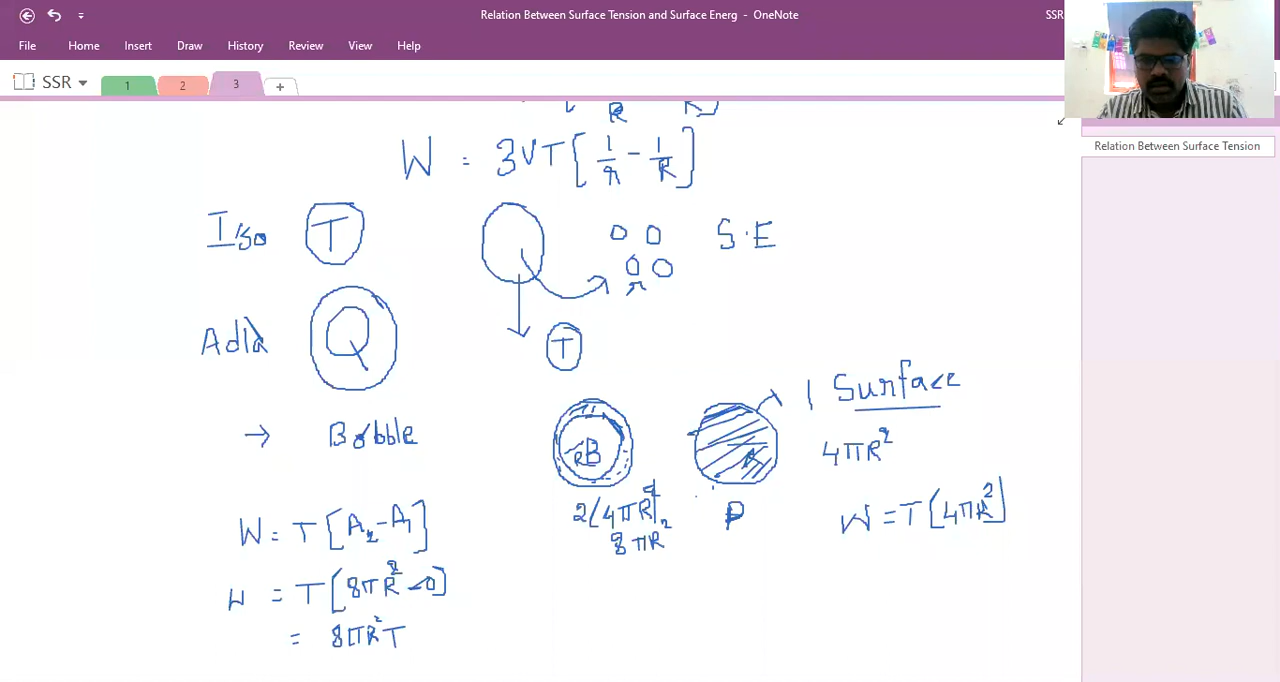 Relation Between Surface Tension and Surface Energ - OneNote
SSR
File Home Insert Draw History Review View Help
SSR 1 2 3 +
Relation Between Surface Tension
R
W = 3VT[1/r - 1/R]
Iso T
S.E
r
Adia Q
T
1 Surface
→ Bobble
B
R
R
4πR²
2(4πR²)
8πR²
D
W = T[4πR²]
W = T[A₂-A₁]
W = T[8πR²-0]
= 8πR²T